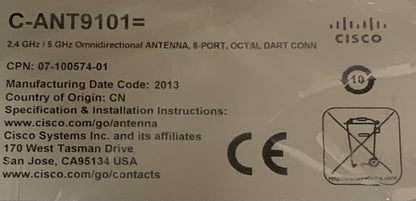 C-ANT9101=
2.4 GHz / 5 GHz Omnidirectional ANTENNA, 8-PORT, OCTAL DART CONN
CISCO
CPN: 07-100574-01
Manufacturing Date Code: 2013
Country of Origin: CN
Specification & Installation Instructions:
www.cisco.com/go/antenna
Cisco Systems Inc. and its affiliates
170 West Tasman Drive
San Jose, CA95134 USA
www.cisco.com/go/contacts
10
CE